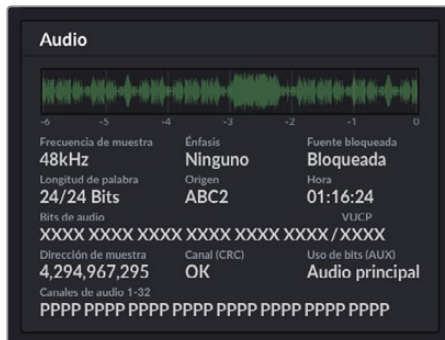 Audio
-6 -5 -4 -3 -2 -1 0
Frecuencia de muestra Énfasis Fuente bloqueada
48kHz Ninguno Bloqueada
Longitud de palabra Origen Hora
24/24 Bits ABC2 01:16:24
Bits de audio VUCP
XXXX XXXX XXXX XXXX XXXX XXXX/XXXX
Dirección de muestra Canal (CRC) Uso de bits (AUX)
4,294,967,295 OK Audio principal
Canales de audio 1-32
PPPP PPPP PPPP PPPP PPPP PPPP PPPP PPPP